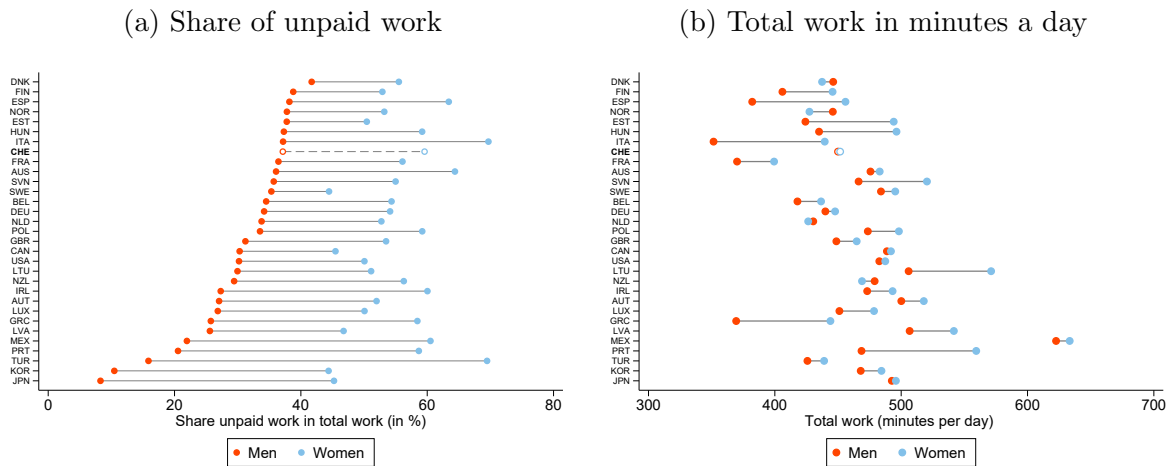 (a) Share of unpaid work
DNK
FIN
ESP
NOR
EST
HUN
ITA
CHE
FRA
AUS
SVN
SWE
BEL
DEU
NLD
POL
GBR
CAN
USA
LTU
NZL
IRL
AUT
LUX
GRC
LVA
MEX
PRT
TUR
KOR
JPN
0 20 40 60 80
Share unpaid work in total work (in %)
Men Women
(b) Total work in minutes a day
DNK
FIN
ESP
NOR
EST
HUN
ITA
CHE
FRA
AUS
SVN
SWE
BEL
DEU
NLD
POL
GBR
CAN
USA
LTU
NZL
IRL
AUT
LUX
GRC
LVA
MEX
PRT
TUR
KOR
JPN
300 400 500 600 700
Total work (minutes per day)
Men Women